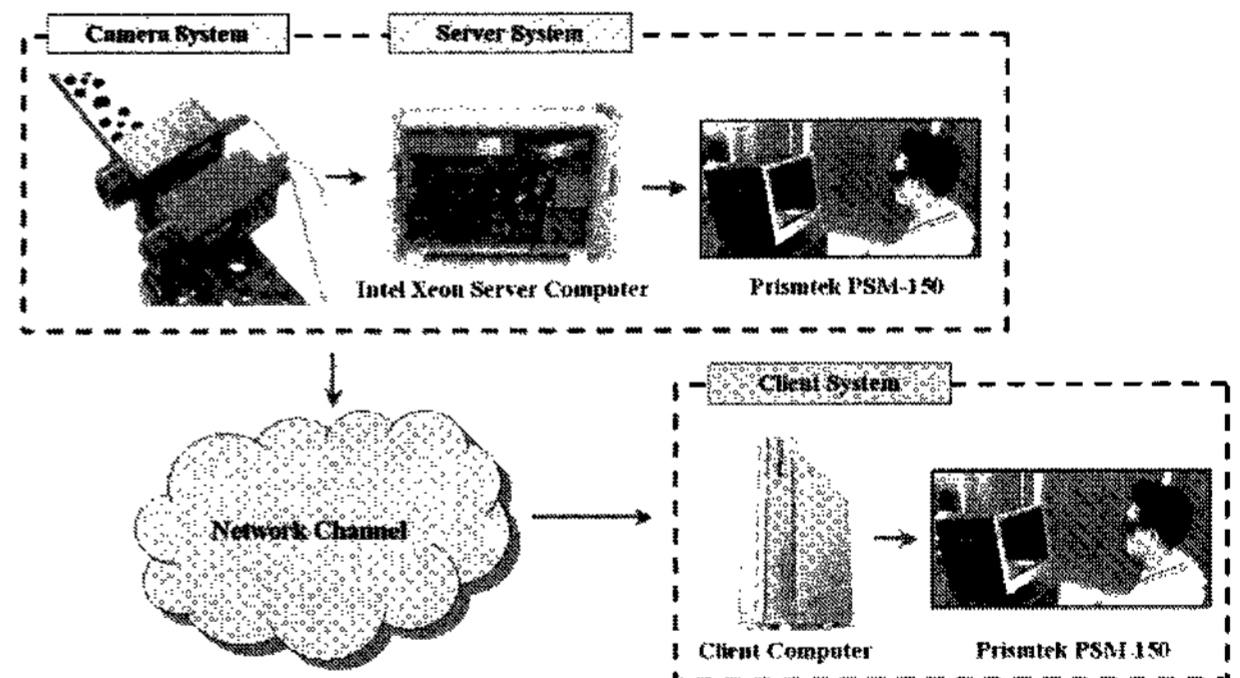 Camera System
Server System
Intel Xeon Server Computer
Prismtek PSM-150
Client System
Network Channel
Client Computer
Prismtek PSM-150